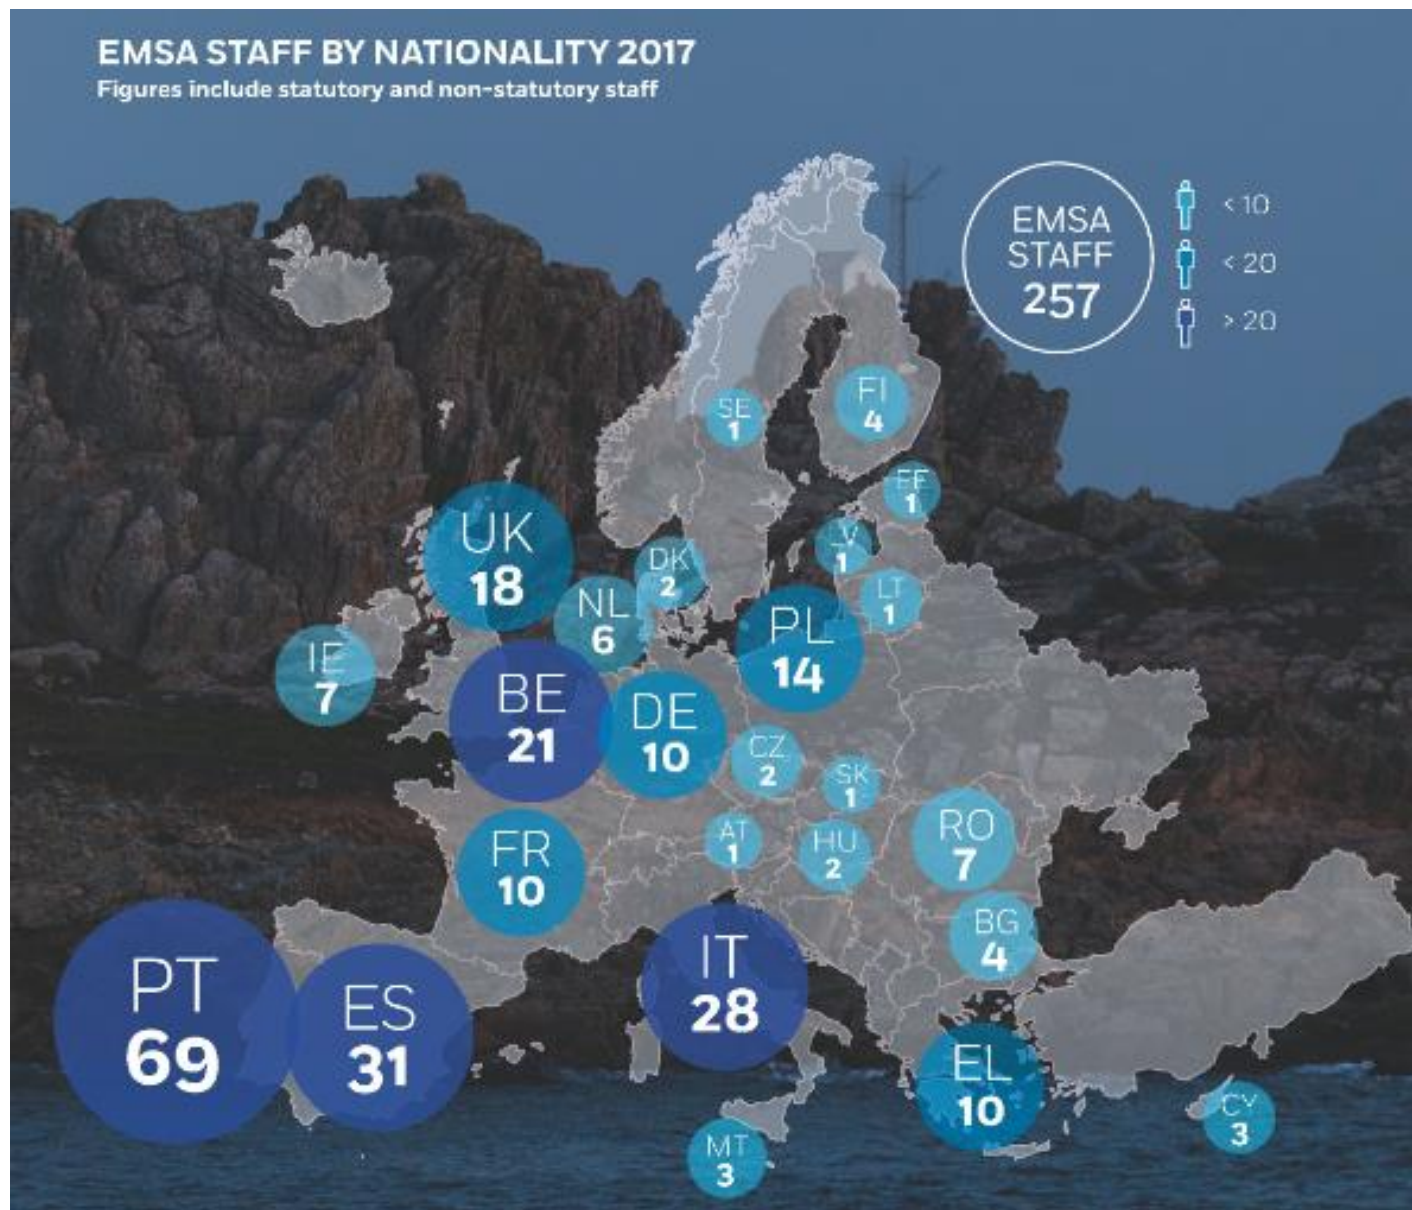 EMSA STAFF BY NATIONALITY 2017
Figures include statutory and non-statutory staff
EMSA
STAFF
257
< 10
< 20
> 20
SE
1
FI
4
EE
1
UK
18
DK
2
LV
1
NL
6
LT
1
PL
14
IE
7
BE
21
DE
10
CZ
2
SK
1
FR
10
AT
1
HU
2
RO
7
BG
4
PT
69
ES
31
IT
28
EL
10
MT
3
CY
3